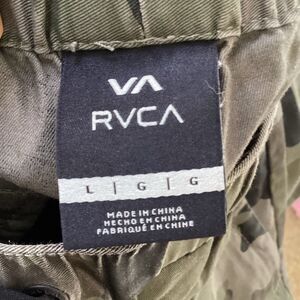 VA
RVCA
L | G | G
MADE IN CHINA
HECHO EN CHINA
FABRIQUÉ EN CHINE